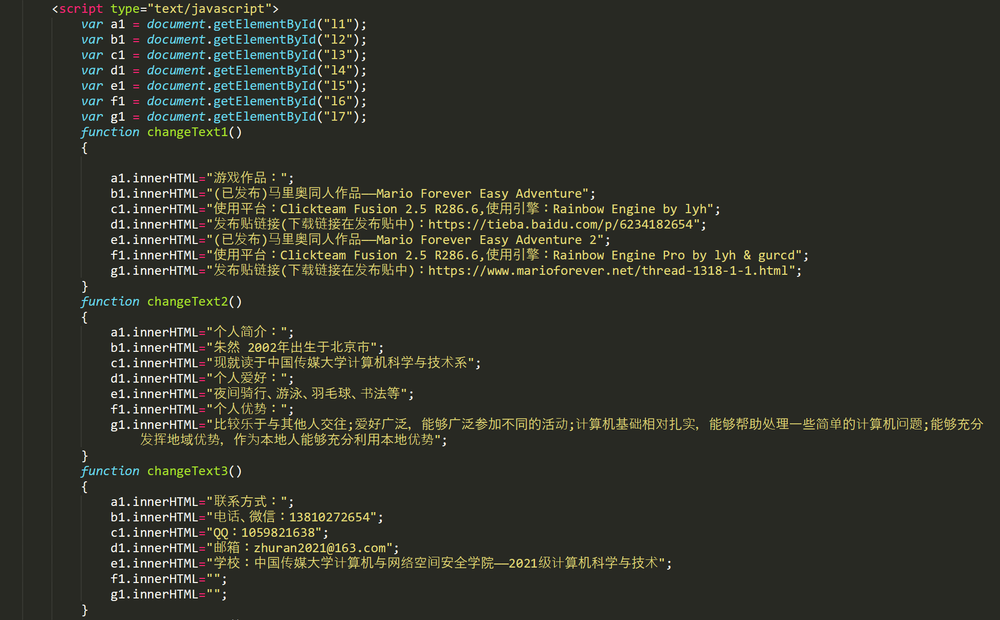 <script type="text/javascript">
var a1 = document.getElementById("l1");
var b1 = document.getElementById("l2");
var c1 = document.getElementById("l3");
var d1 = document.getElementById("l4");
var e1 = document.getElementById("l5");
var f1 = document.getElementById("l6");
var g1 = document.getElementById("l7");
function changeText1()
{
a1.innerHTML="游戏作品：";
b1.innerHTML="(已发布)马里奥同人作品——Mario Forever Easy Adventure";
c1.innerHTML="使用平台：Clickteam Fusion 2.5 R286.6,使用引擎：Rainbow Engine by lyh";
d1.innerHTML="发布贴链接(下载链接在发布贴中)：https://tieba.baidu.com/p/6234182654";
e1.innerHTML="(已发布)马里奥同人作品——Mario Forever Easy Adventure 2";
f1.innerHTML="使用平台：Clickteam Fusion 2.5 R286.6,使用引擎：Rainbow Engine Pro by lyh & gurcd";
g1.innerHTML="发布贴链接(下载链接在发布贴中)：https://www.marioforever.net/thread-1318-1-1.html";
}
function changeText2()
{
a1.innerHTML="个人简介：";
b1.innerHTML="朱然 2002年出生于北京市";
c1.innerHTML="现就读于中国传媒大学计算机科学与技术系";
d1.innerHTML="个人爱好：";
e1.innerHTML="夜间骑行、游泳、羽毛球、书法等";
f1.innerHTML="个人优势：";
g1.innerHTML="比较乐于与其他人交往;爱好广泛，能够广泛参加不同的活动;计算机基础相对扎实，能够帮助处理一些简单的计算机问题;能够充分
发挥地域优势，作为本地人能够充分利用本地优势";
}
function changeText3()
{
a1.innerHTML="联系方式：";
b1.innerHTML="电话、微信：13810272654";
c1.innerHTML="QQ：1059821638";
d1.innerHTML="邮箱：zhuran2021@163.com";
e1.innerHTML="学校：中国传媒大学计算机与网络空间安全学院——2021级计算机科学与技术";
f1.innerHTML="";
g1.innerHTML="";
}